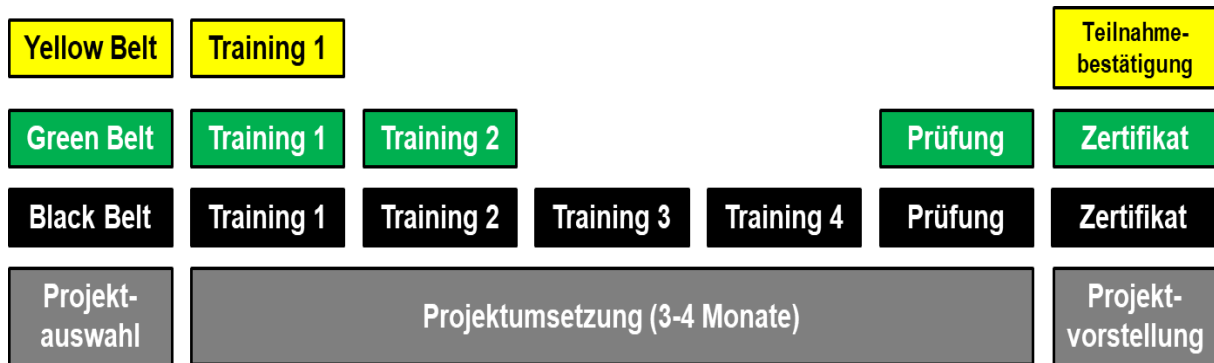 Yellow Belt
Training 1
Teilnahme-
bestätigung
Green Belt
Training 1
Training 2
Prüfung
Zertifikat
Black Belt
Training 1
Training 2
Training 3
Training 4
Prüfung
Zertifikat
Projekt-
auswahl
Projektumsetzung (3-4 Monate)
Projekt-
vorstellung